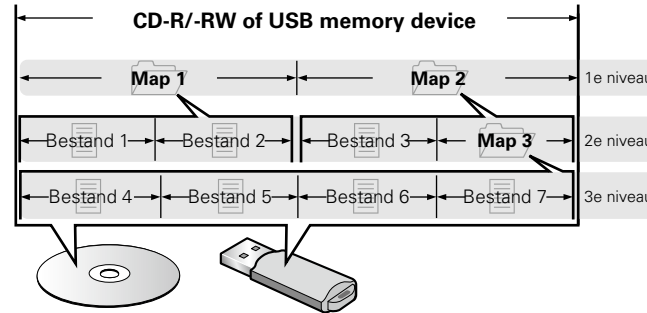 CD-R/-RW of USB memory device
Map 1 Map 2 1e niveau
Bestand 1 Bestand 2 Bestand 3 Map 3 2e niveau
Bestand 4 Bestand 5 Bestand 6 Bestand 7 3e niveau